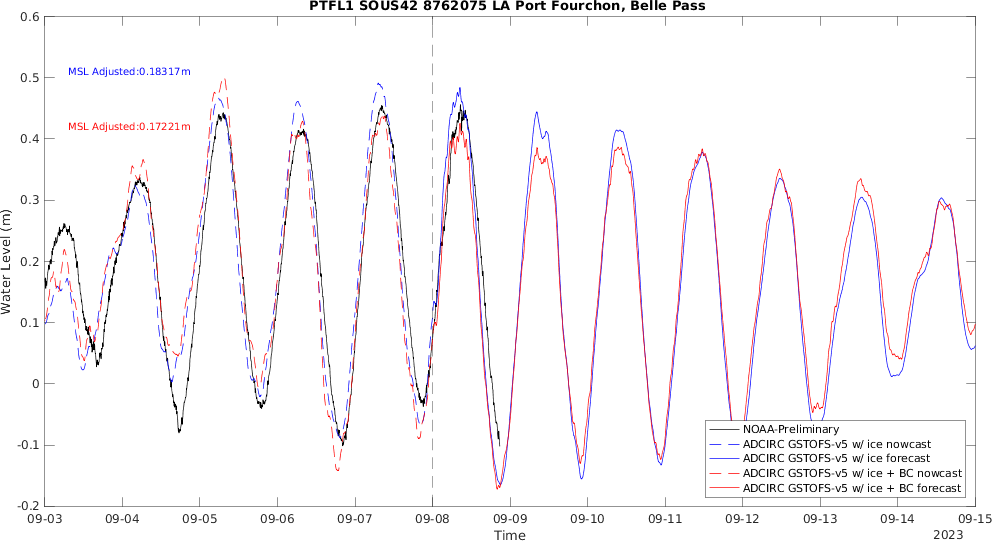 PTFL1 SOUS42 8762075 LA Port Fourchon, Belle Pass
0.6
0.5
0.4
0.3
0.2
0.1
0
-0.1
-0.2
Water Level (m)
MSL Adjusted:0.18317m
MSL Adjusted:0.17221m
NOAA-Preliminary
ADCIRC GSTOFS-v5 w/ ice nowcast
ADCIRC GSTOFS-v5 w/ ice forecast
ADCIRC GSTOFS-v5 w/ ice + BC nowcast
ADCIRC GSTOFS-v5 w/ ice + BC forecast
09-03 09-04 09-05 09-06 09-07 09-08 09-09 09-10 09-11 09-12 09-13 09-14 09-15
Time
2023